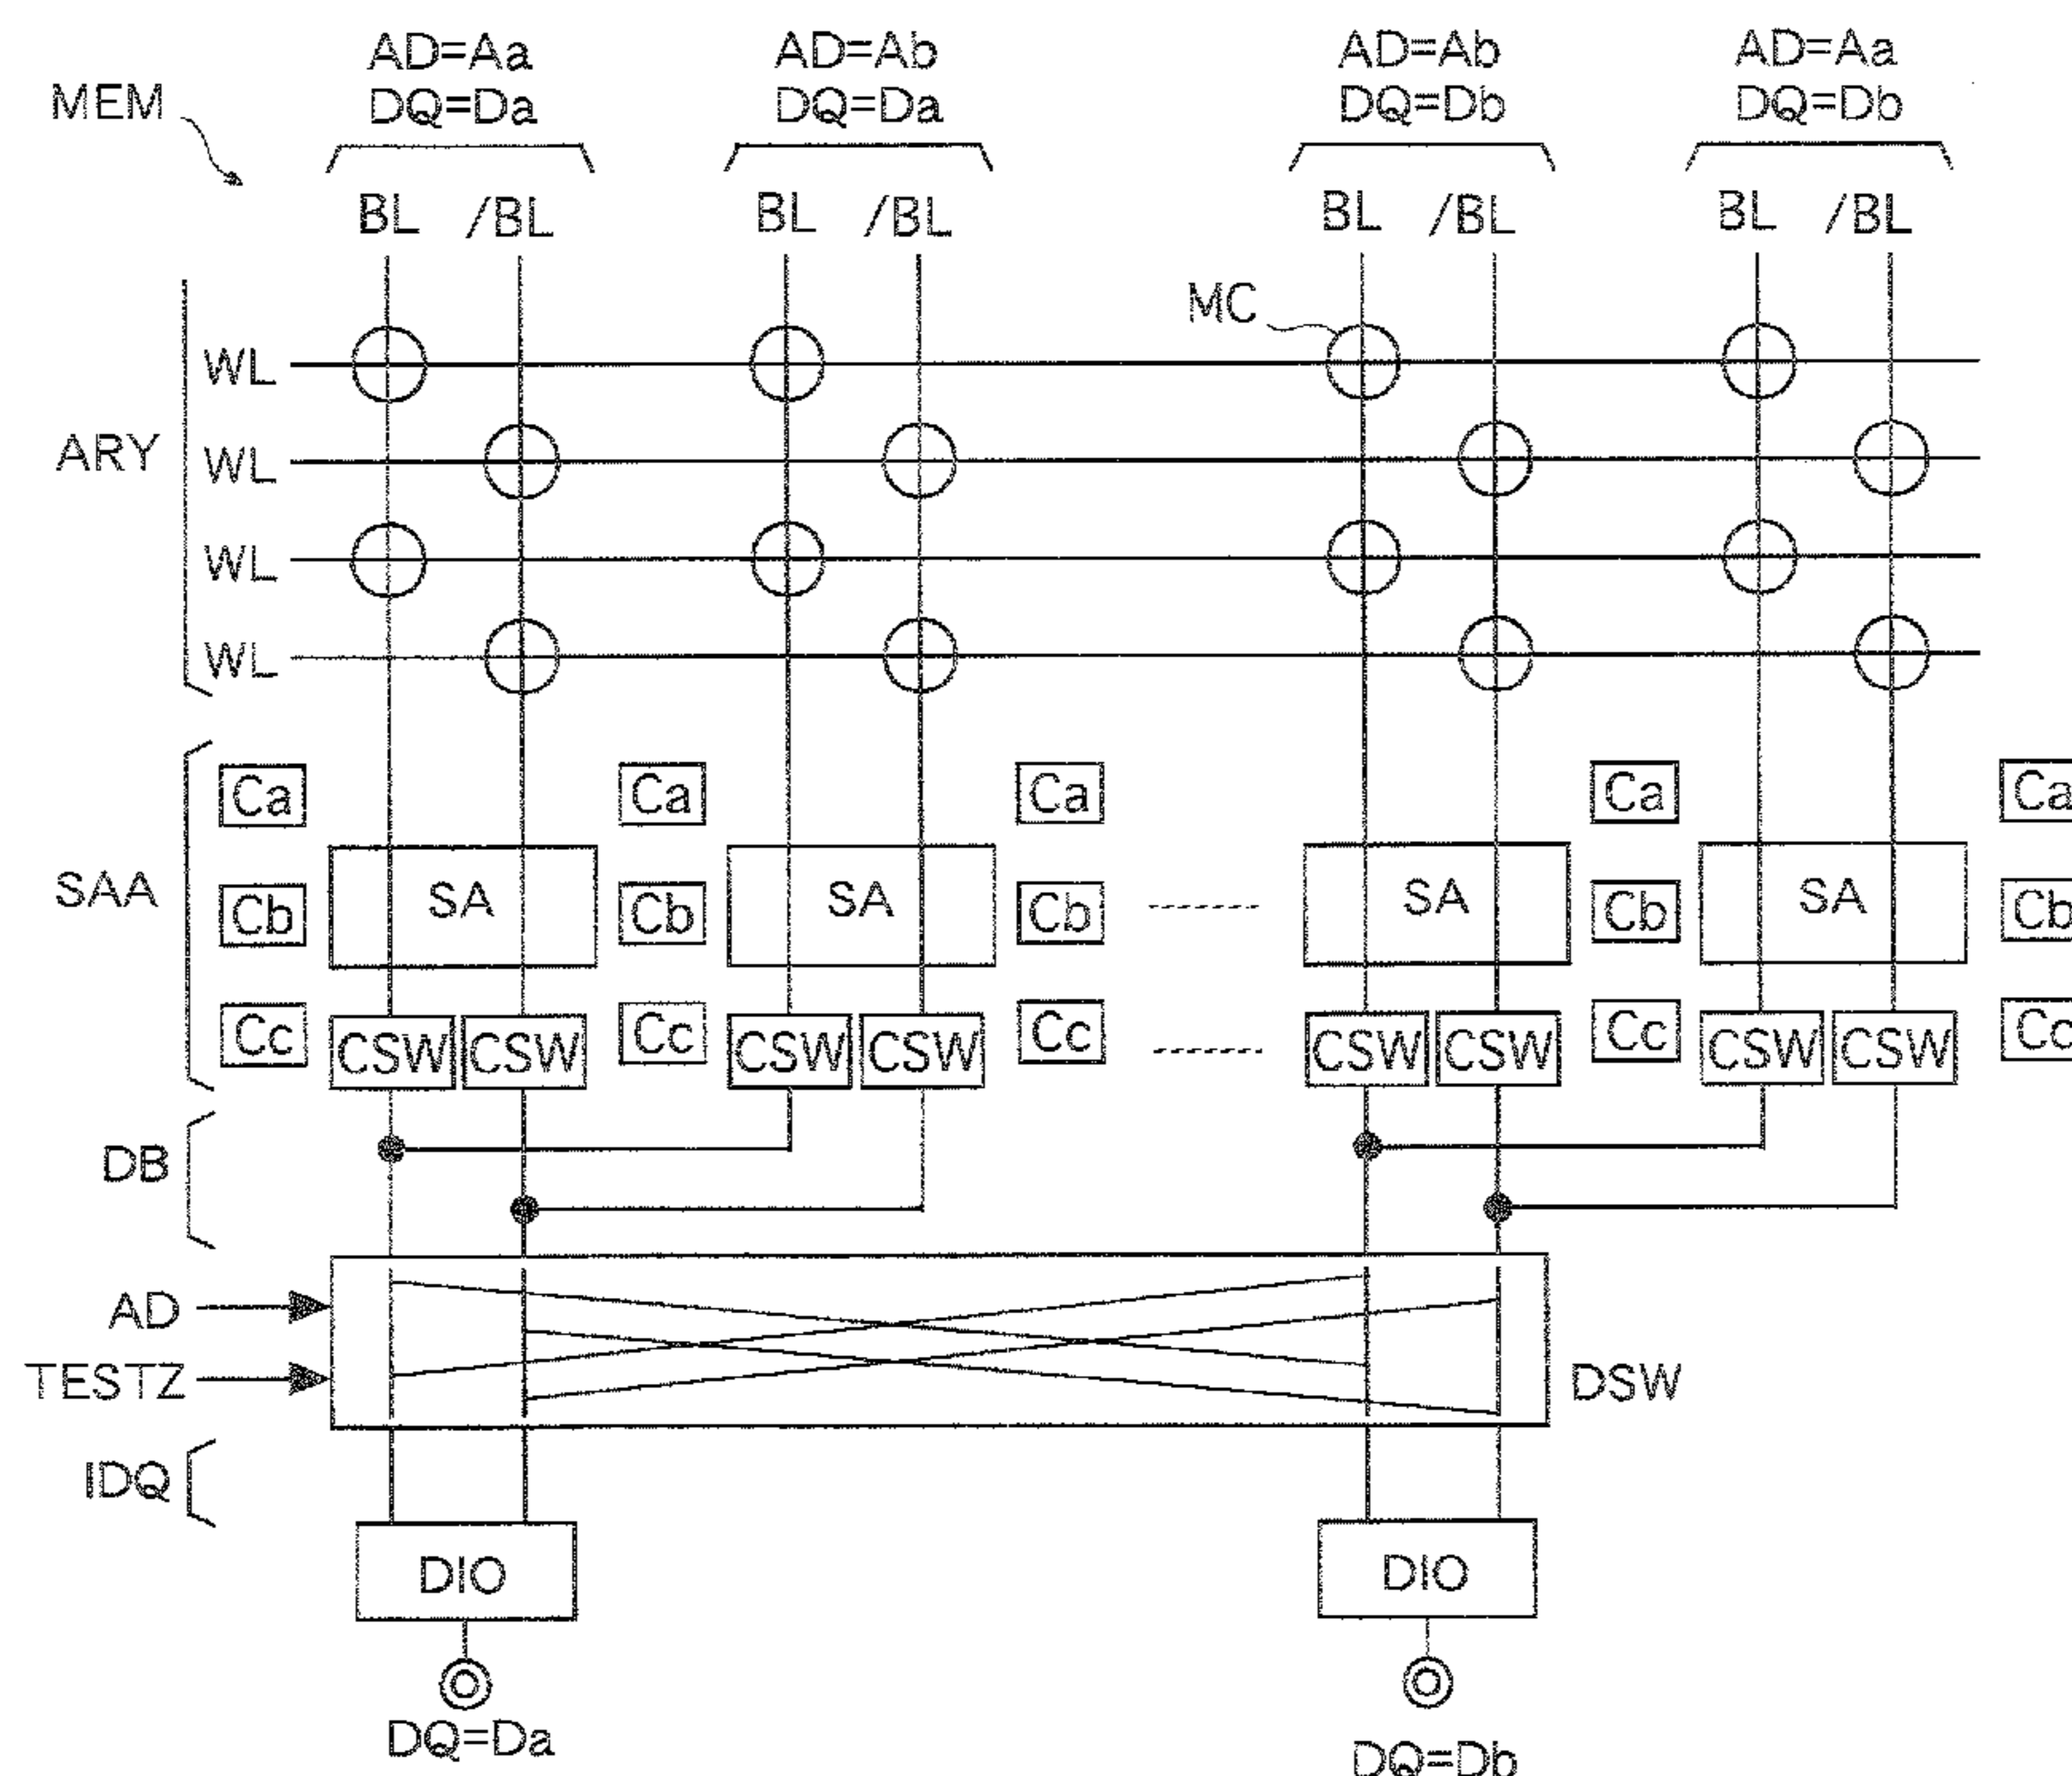 AD=Aa AD=Ab AD=Ab AD=Aa
MEM DQ=Da DQ=Da DQ=Db DQ=Db
BL /BL BL /BL BL /BL BL /BL
MC
WL
ARY WL
WL
WL
Ca Ca Ca Ca Ca
SAA Cb SA Cb SA Cb SA Cb SA Cb
Cc CSW CSW Cc CSW CSW Cc CSW CSW Cc CSW CSW Cc
DB
AD
TESTZ DSW
IDQ
DIO DIO
DQ=Da DQ=Db